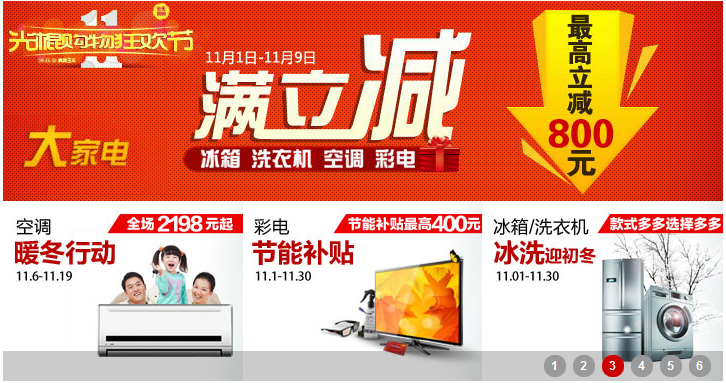 11
光棍购物狂欢节
11月1日-11月9日
满立减
冰箱 洗衣机 空调 彩电
大家电
最高立减
800
元
空调
全场2198元起
暖冬行动
11.6-11.19
彩电
节能补贴最高400元
节能补贴
11.1-11.30
冰箱/洗衣机
款式多多选择多多
冰洗迎初冬
11.01-11.30
1 2 3 4 5 6